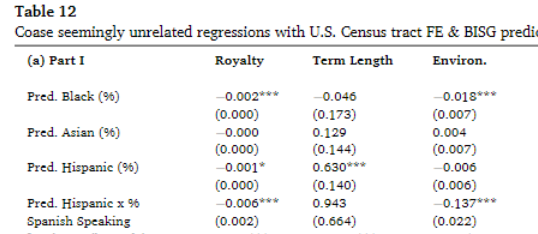 Table 12
Coase seemingly unrelated regressions with U.S. Census tract FE & BISG
(a) Part I Royalty Term Length Environ.
Pred. Black (%) −0.002*** −0.046 −0.018***
(0.000) (0.173) (0.007)
Pred. Asian (%) −0.000 0.129 0.004
(0.000) (0.144) (0.007)
Pred. Hispanic (%) −0.001* 0.630*** −0.006
(0.000) (0.140) (0.006)
Pred. Hispanic x % −0.006*** 0.943 −0.137***
Spanish Speaking (0.002) (0.664) (0.022)